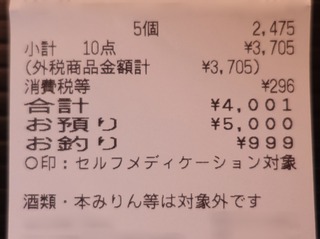 5個 2,475
小計 10点 ¥3,705
(外税商品金額計 ¥3,705)
消費税等 ¥296
合計 ¥4,001
お預り ¥5,000
お釣り ¥999
○印:セルフメディケーション対象
酒類・本みりん等は対象外です